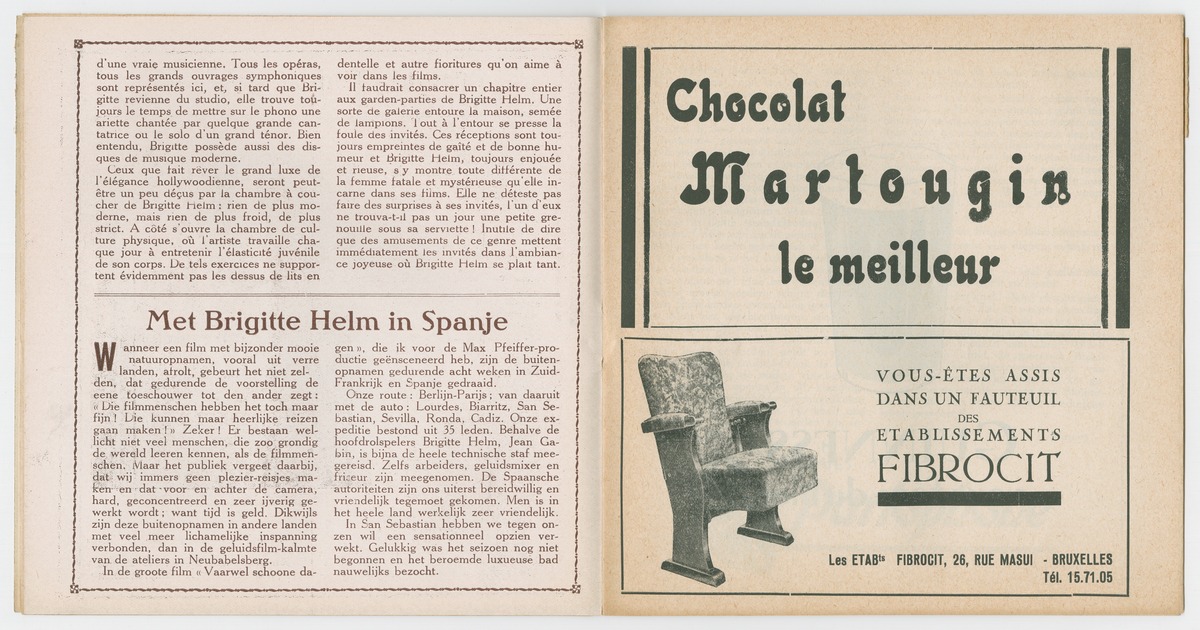 d'une vraie musicienne. Tous les opéras,
tous les grands ouvrages symphoniques
sont représentés ici, et, si tard que Bri-
gitte revienne du studio, elle trouve tou-
jours le temps de mettre sur le phono une
ariette chantée par quelque grande can-
tatrice ou le solo d'un grand ténor. Bien
entendu, Brigitte possède aussi des dis-
ques de musique moderne.
Ceux que fait rêver le grand luxe de
l'élégance hollywoodienne, seront peut-
être un peu déçus par la chambre à cou-
cher de Brigitte Helm ; rien de plus mo-
derne, mais rien de plus froid, de plus
strict. A côté s'ouvre la chambre de cul-
ture physique, où l'artiste travaille cha-
que jour à entretenir l'élasticité juvénile
de son corps. De tels exercices ne suppor-
tent évidemment pas les dessus de lits en
dentelle et autre fioritures qu'on aime à
voir dans les films.
Il faudrait consacrer un chapitre entier
aux garden-parties de Brigitte Helm. Une
sorte de galerie entoure la maison, semée
de lampions. Tout à l'entour se presse la
foule des invités. Ces réceptions sont tou-
jours empreintes de gaîté et de bonne hu-
meur et Brigitte Helm, toujours enjouée
et rieuse, s'y montre toute différente de
la femme fatale et mystérieuse qu'elle in-
carne dans ses films. Elle ne déteste pas
faire des surprises à ses invités, l'un d'eux
ne trouva-t-il pas un jour une petite gre-
nouille sous sa serviette ! Inutile de dire
que des amusements de ce genre mettent
immédiatement les invités dans l'ambian-
ce joyeuse où Brigitte Helm se plait tant.
Met Brigitte Helm in Spanje
Wanneer een film met bijzonder mooie
natuuropnamen, vooral uit verre
landen, afrolt, gebeurt het niet zel-
den, dat gedurende de voorstelling de
eene toeschouwer tot den ander zegt :
« Die filmmenschen hebben het toch maar
fijn ! Die kunnen maar heerlijke reizen
gaan maken ! » Zeker ! Er bestaan wel-
licht niet veel menschen, die zoo grondig
de wereld leeren kennen, als de filmmen-
schen. Maar het publiek vergeet daarbij,
dat wij immers geen plezier-reisjes ma-
ken en dat voor en achter de camera,
hard, geconcentreerd en zeer ijverig ge-
werkt wordt ; want tijd is geld. Dikwijls
zijn deze buitenopnamen in andere landen
met veel meer lichamelijke inspanning
verbonden, dan in de geluidsfilm-kalmte
van de ateliers in Neubabelsberg.
In de groote film « Vaarwel schoone da-
gen », die ik voor de Max Pfeiffer-pro-
ductie geënsceneerd heb, zijn de buiten-
opnamen gedurende acht weken in Zuid-
Frankrijk en Spanje gedraaid.
Onze route : Berlijn-Parijs ; van daaruit
met de auto : Lourdes, Biarritz, San Se-
bastian, Sevilla, Ronda, Cadiz. Onze ex-
peditie bestond uit 35 leden. Behalve de
hoofdrolspelers Brigitte Helm, Jean Ga-
bin, is bijna de heele technische staf mee-
gereisd. Zelfs arbeiders, geluidsmixer en
friseur zijn meegenomen. De Spaansche
autoriteiten zijn ons uiterst bereidwillig en
vriendelijk tegemoet gekomen. Men is in
het heele land werkelijk zeer vriendelijk.
In San Sebastian hebben we tegen on-
zen wil een sensationneel opzien ver-
wekt. Gelukkig was het seizoen nog niet
begonnen en het beroemde luxueuse bad
nauwelijks bezocht.
Chocolat
Martougin
le meilleur
VOUS-ÊTES ASSIS
DANS UN FAUTEUIL
DES
ETABLISSEMENTS
FIBROCIT
Les ETABts FIBROCIT, 26, RUE MASUI - BRUXELLES
Tél. 15.71.05